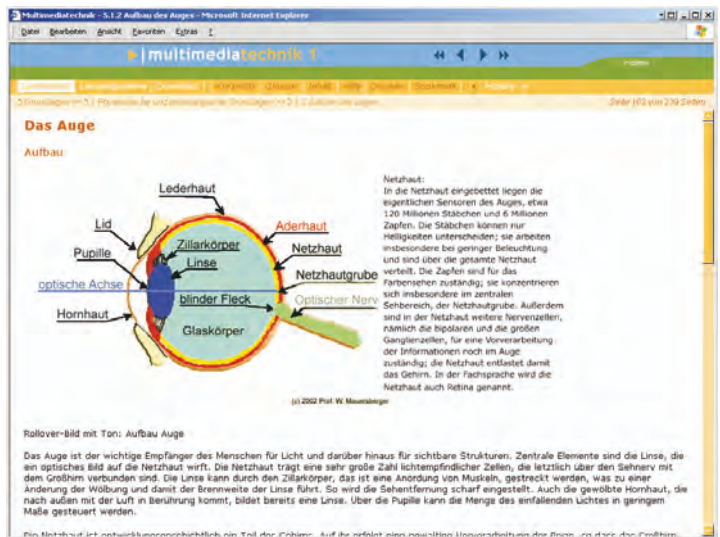 Multimediatechnik - 5.1.2 Aufbau des Auges - Microsoft Internet Explorer
Datei Bearbeiten Ansicht Favoriten Extras ?
multimediatechnik 1
Seite 102 von 239 Seiten
Das Auge
Aufbau
Lederhaut
Lid
Aderhaut
Pupille
Zillarkörper
Netzhaut
Linse
Netzhautgrube
optische Achse
blinder Fleck
Optischer Nerv
Hornhaut
Glaskörper
Netzhaut:
In die Netzhaut eingebettet liegen die
eigentlichen Sensoren des Auges, etwa
120 Millionen Stäbchen und 6 Millionen
Zapfen. Die Stäbchen können nur
Helligkeiten unterscheiden; sie arbeiten
insbesondere bei geringer Beleuchtung
und sind über die gesamte Netzhaut
verteilt. Die Zapfen sind für das
Farbensehen zuständig; sie konzentrieren
sich insbesondere im zentralen
Sehbereich, der Netzhautgrube. Außerdem
sind in der Netzhaut weitere Nervenzellen,
nämlich die bipolaren und die großen
Ganglienzellen, für eine Vorverarbeitung
der Informationen noch im Auge
zuständig; die Netzhaut entlastet damit
das Gehirn. In der Fachsprache wird die
Netzhaut auch Retina genannt.
(c) 2002 Prof. W. Mauersberger
Rollover-Bild mit Ton: Aufbau Auge
Das Auge ist der wichtige Empfänger des Menschen für Licht und darüber hinaus für sichtbare Strukturen. Zentrale Elemente sind die Linse, die
ein optisches Bild auf die Netzhaut wirft. Die Netzhaut trägt eine sehr große Zahl lichtempfindlicher Zellen, die letztlich über den Sehnerv mit
dem Großhirn verbunden sind. Die Linse kann durch den Zillarkörper, das ist eine Anordung von Muskeln, gestreckt werden, was zu einer
Änderung der Wölbung und damit der Brennweite der Linse führt. So wird die Sehentfernung scharf eingestellt. Auch die gewölbte Hornhaut, die
nach außen mit der Luft in Berührung kommt, bildet bereits eine Linse. Über die Pupille kann die Menge des einfallenden Lichtes in geringem
Maße gesteuert werden.